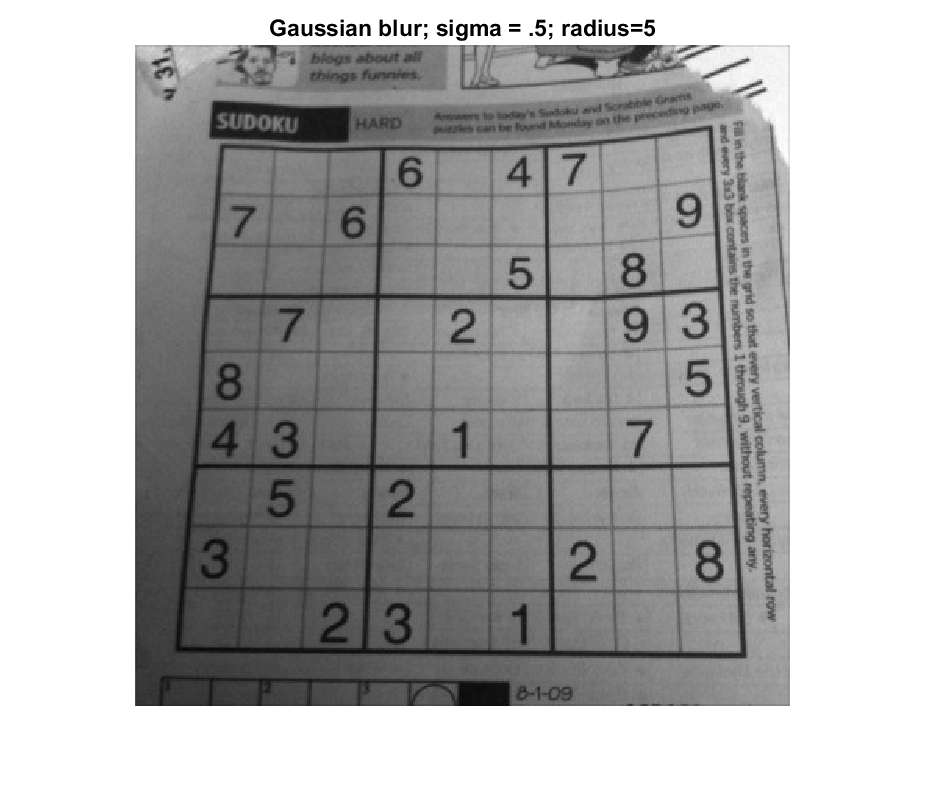 Gaussian blur; sigma = .5; radius=5
31,
blogs about all
things funnies.
SUDOKU
HARD
Answers to today's Sudoku and Scrabble Grams
puzzles can be found Monday on the preceding page.
6 4 7
7 6 9
5 8
7 2 9 3
8 5
4 3 1 7
5 2
3 2 8
2 3 1
Fill in the blank spaces in the grid so that every vertical column, every horizontal row
and every 3x3 box contains the numbers 1 through 9, without repeating any.
1 2 3
8-1-09